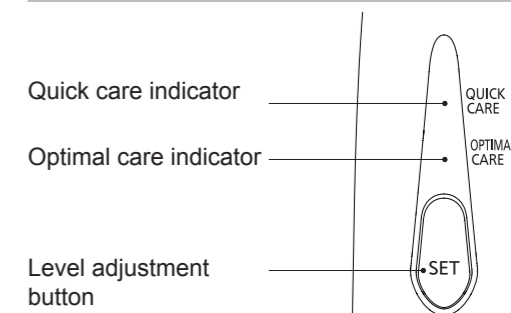 Quick care indicator
QUICK
CARE
Optimal care indicator
OPTIMA
CARE
Level adjustment
button
SET